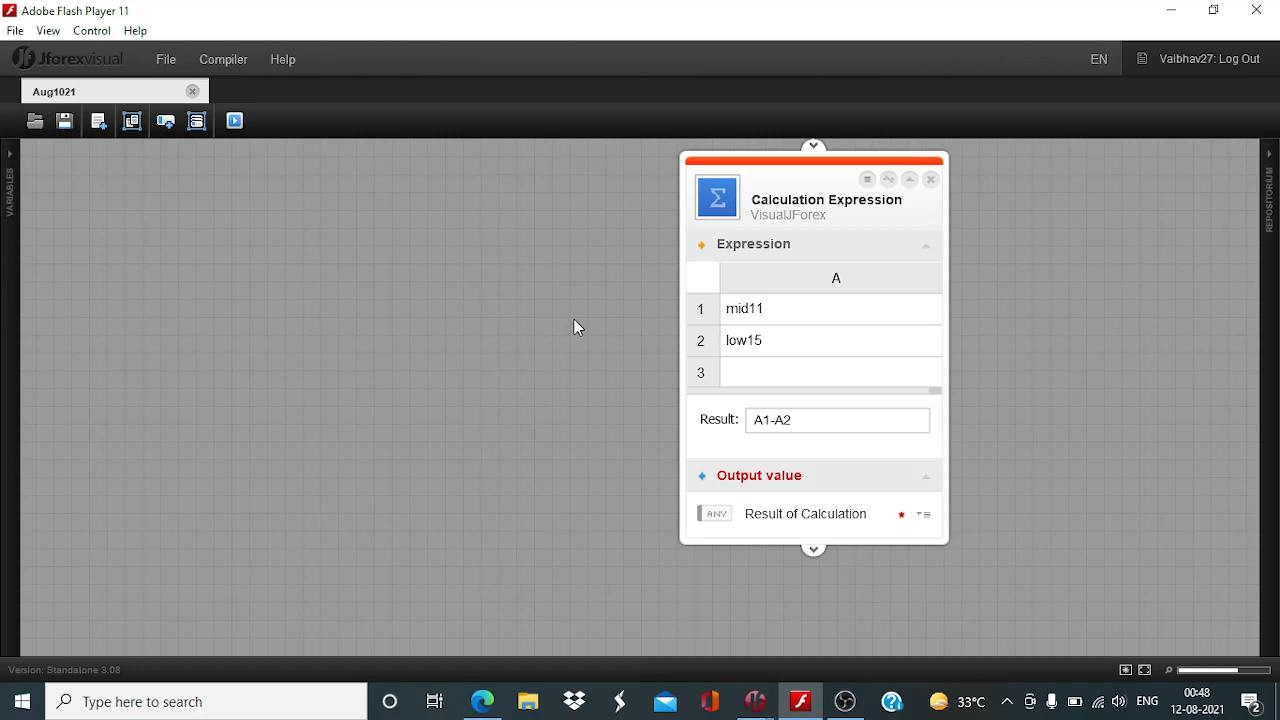 Adobe Flash Player 11
File View Control Help
Jforexvisual File Compiler Help EN Vaibhav27: Log Out
Aug1021
VARIABLES
REPOSITORIUM
Calculation Expression
VisualJForex
Expression
A
1 mid11
2 low15
3
Result: A1-A2
Output value
ANY Result of Calculation *
Version: Standalone 3.08
Type here to search
33°C ENG 00:48
12-08-2021
2